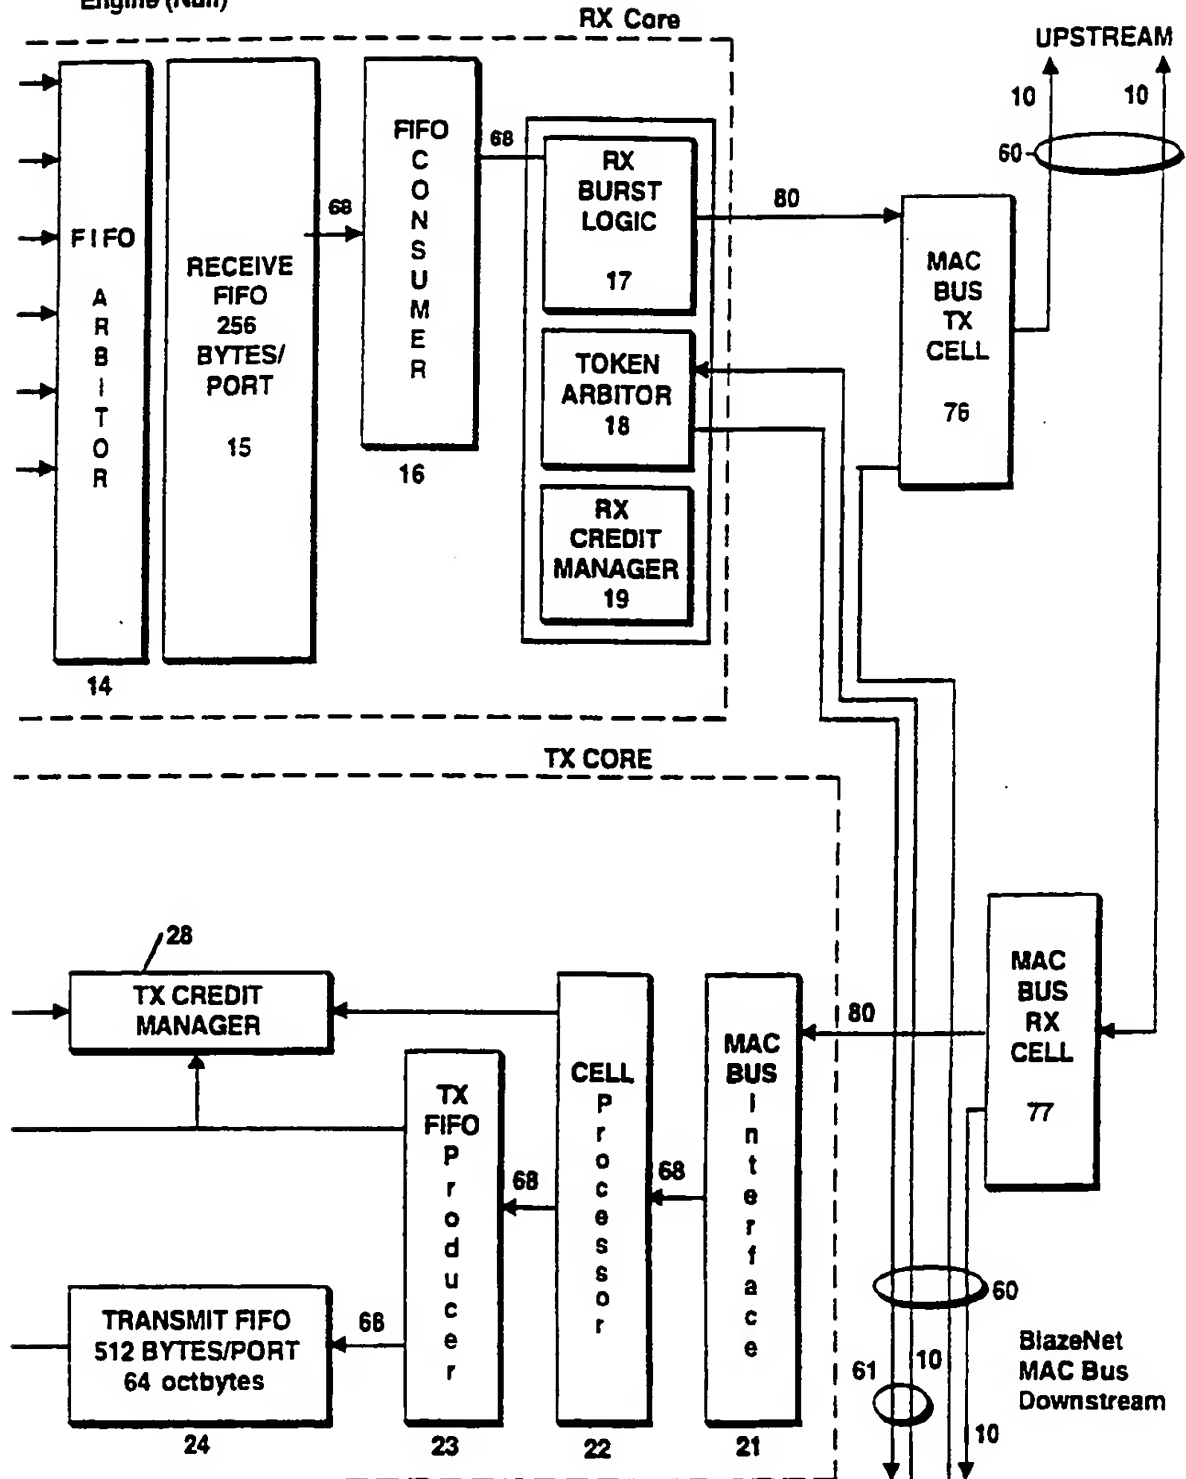 Engine (Null)
RX Core
UPSTREAM
10
10
60
FIFO
ARBITOR
14
RECEIVE
FIFO
256
BYTES/
PORT
15
68
FIFO
CONSUMER
16
68
RX
BURST
LOGIC
17
TOKEN
ARBITOR
18
RX
CREDIT
MANAGER
19
80
MAC
BUS
TX
CELL
76
TX CORE
28
TX CREDIT
MANAGER
TX
FIFO
Producer
23
68
CELL
Processor
22
68
MAC
BUS
Interface
21
80
MAC
BUS
RX
CELL
77
TRANSMIT FIFO
512 BYTES/PORT
64 octbytes
24
68
60
61
10
10
BlazeNet
MAC Bus
Downstream